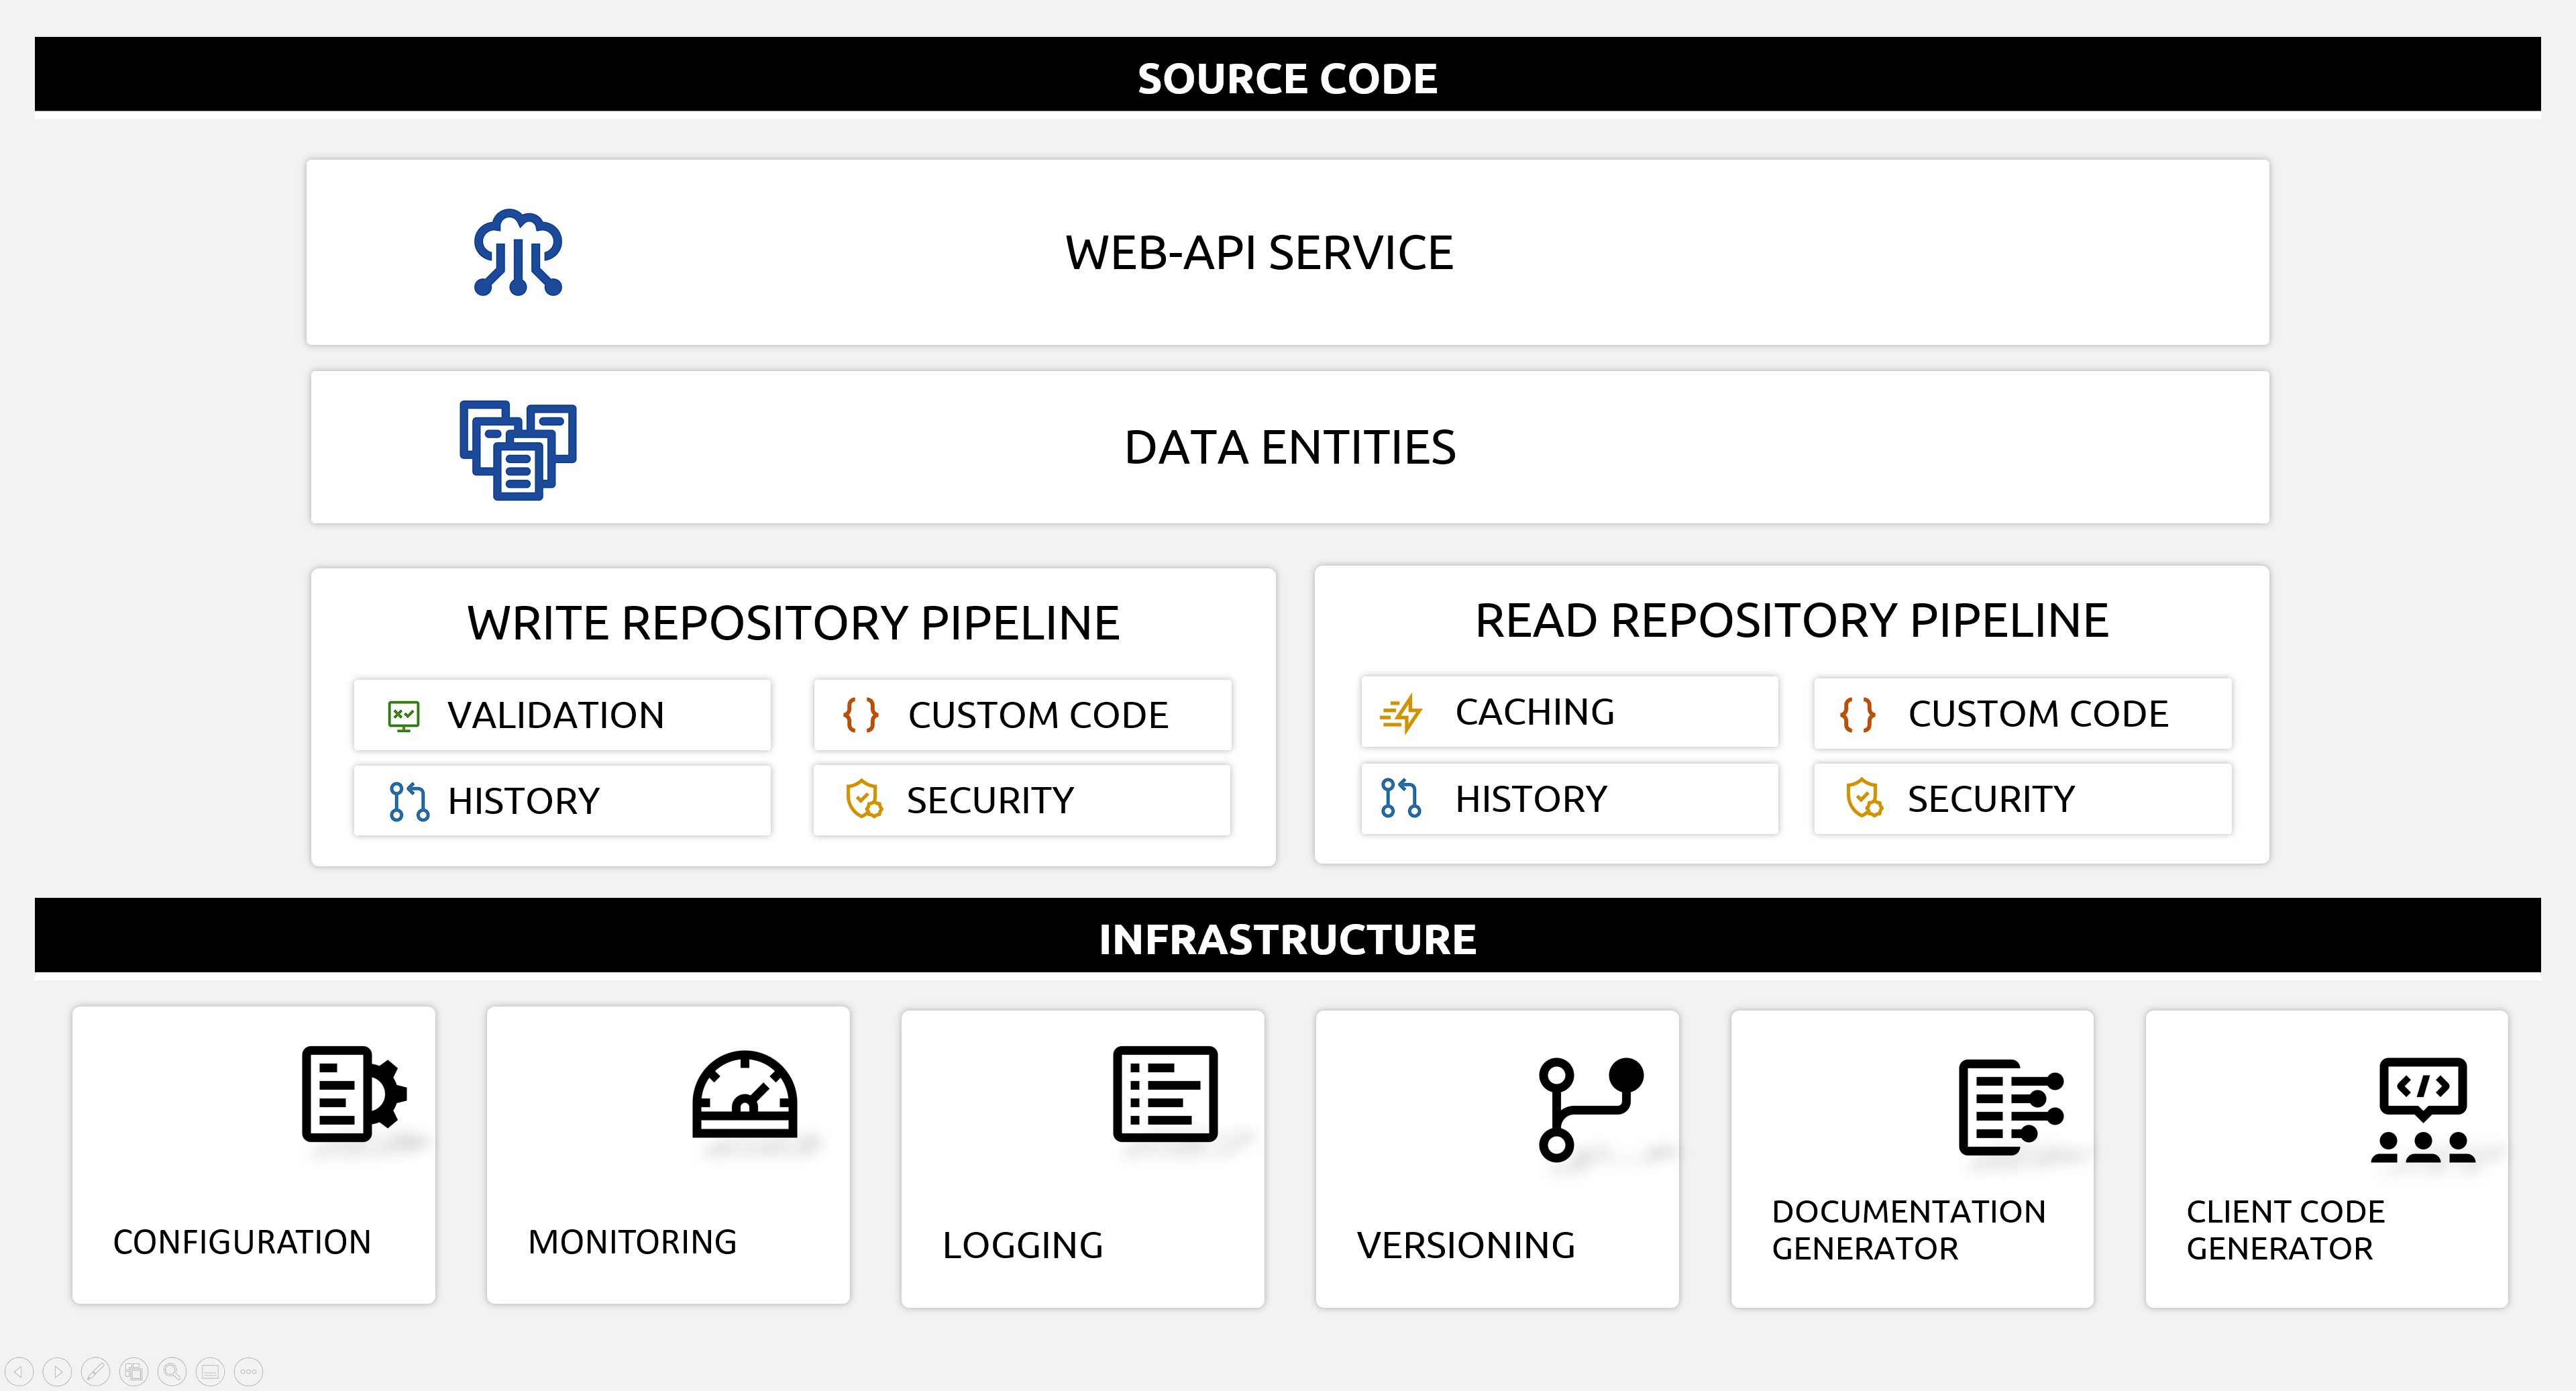 SOURCE CODE
WEB-API SERVICE
DATA ENTITIES
WRITE REPOSITORY PIPELINE
VALIDATION
CUSTOM CODE
HISTORY
SECURITY
READ REPOSITORY PIPELINE
CACHING
CUSTOM CODE
HISTORY
SECURITY
INFRASTRUCTURE
CONFIGURATION
MONITORING
LOGGING
VERSIONING
DOCUMENTATION
GENERATOR
CLIENT CODE
GENERATOR